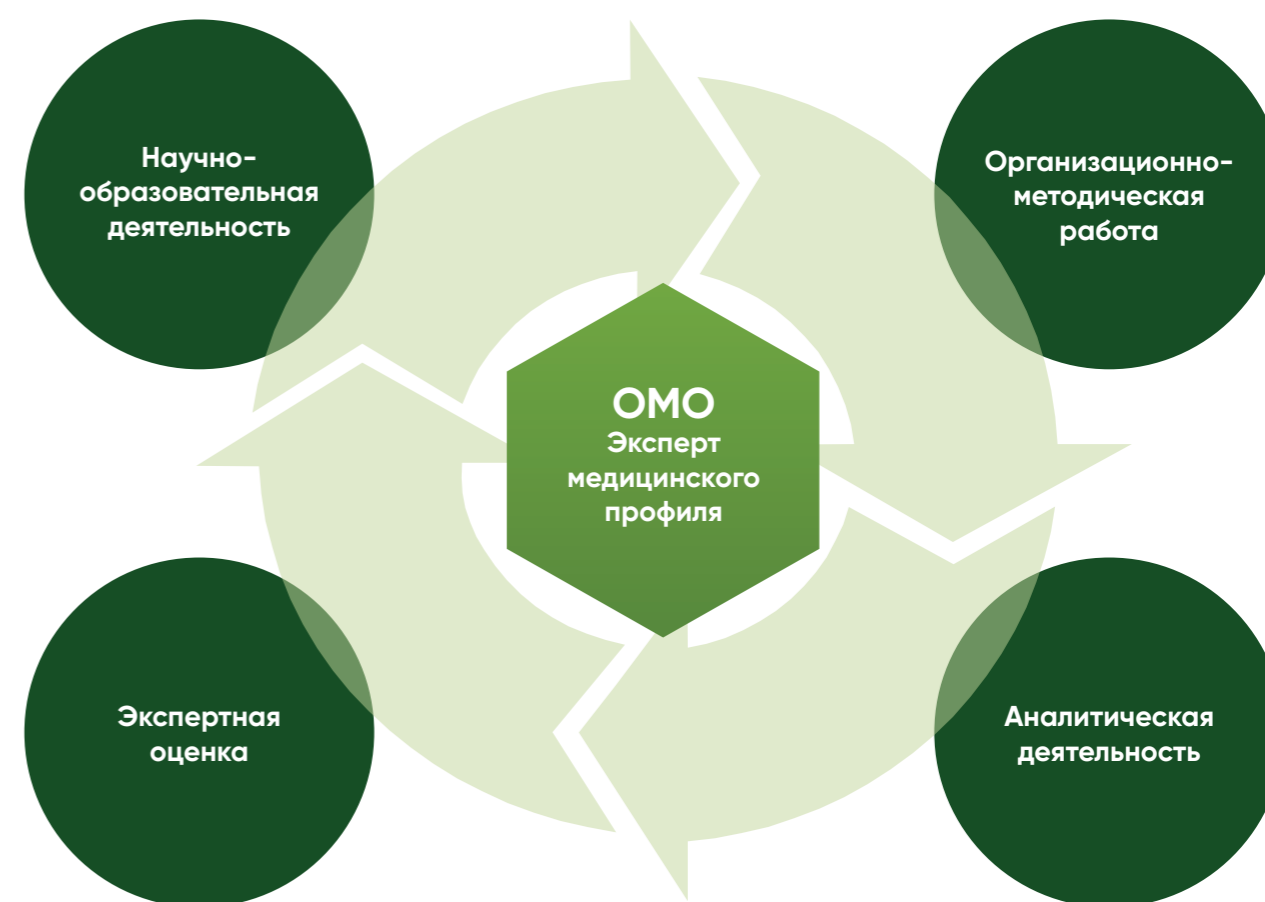 Научно-
образовательная
деятельность
Организационно-
методическая
работа
ОМО
Эксперт
медицинского
профиля
Экспертная
оценка
Аналитическая
деятельность